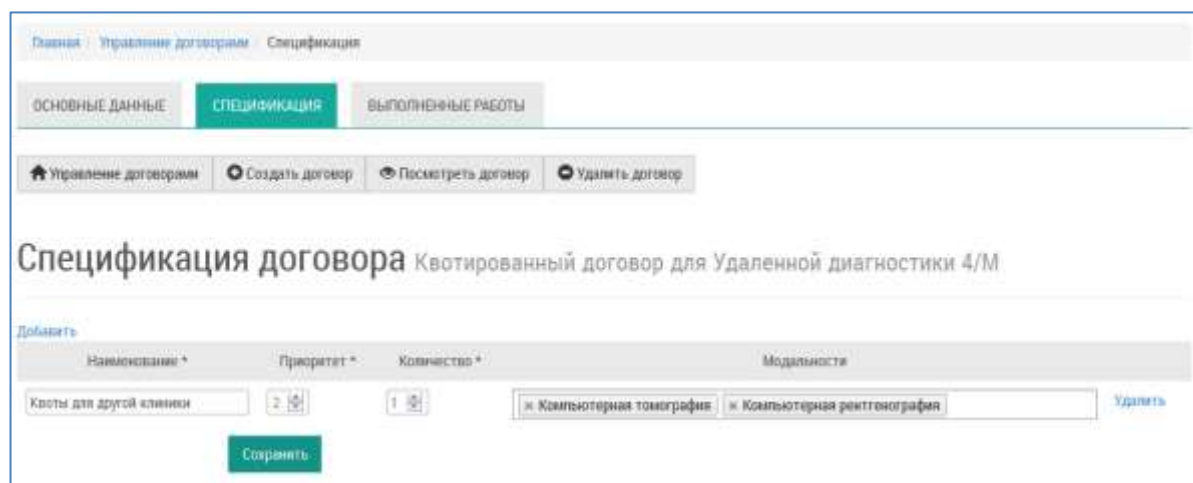 Главная / Управление договорами / Спецификация
ОСНОВНЫЕ ДАННЫЕ СПЕЦИФИКАЦИЯ ВЫПОЛНЕННЫЕ РАБОТЫ
Управление договорами Создать договор Посмотреть договор Удалить договор
Спецификация договора Квотированный договор для Удаленной диагностики 4/М
Добавить
Наименование * Приоритет * Количество * Модальности
Квоты для другой клиники 2 1 × Компьютерная томография × Компьютерная рентгенография Удалить
Сохранить